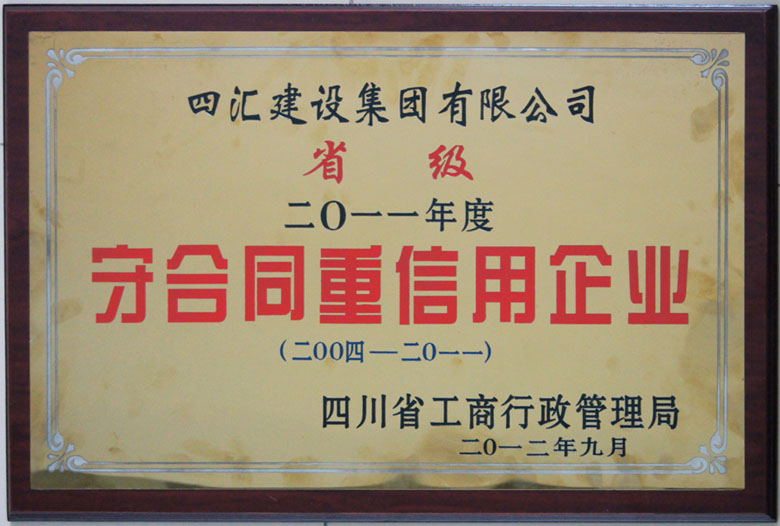 四汇建设集团有限公司
省级
二〇一一年度
守合同重信用企业
(二〇〇四—二〇一一)
四川省工商行政管理局
二〇一二年九月